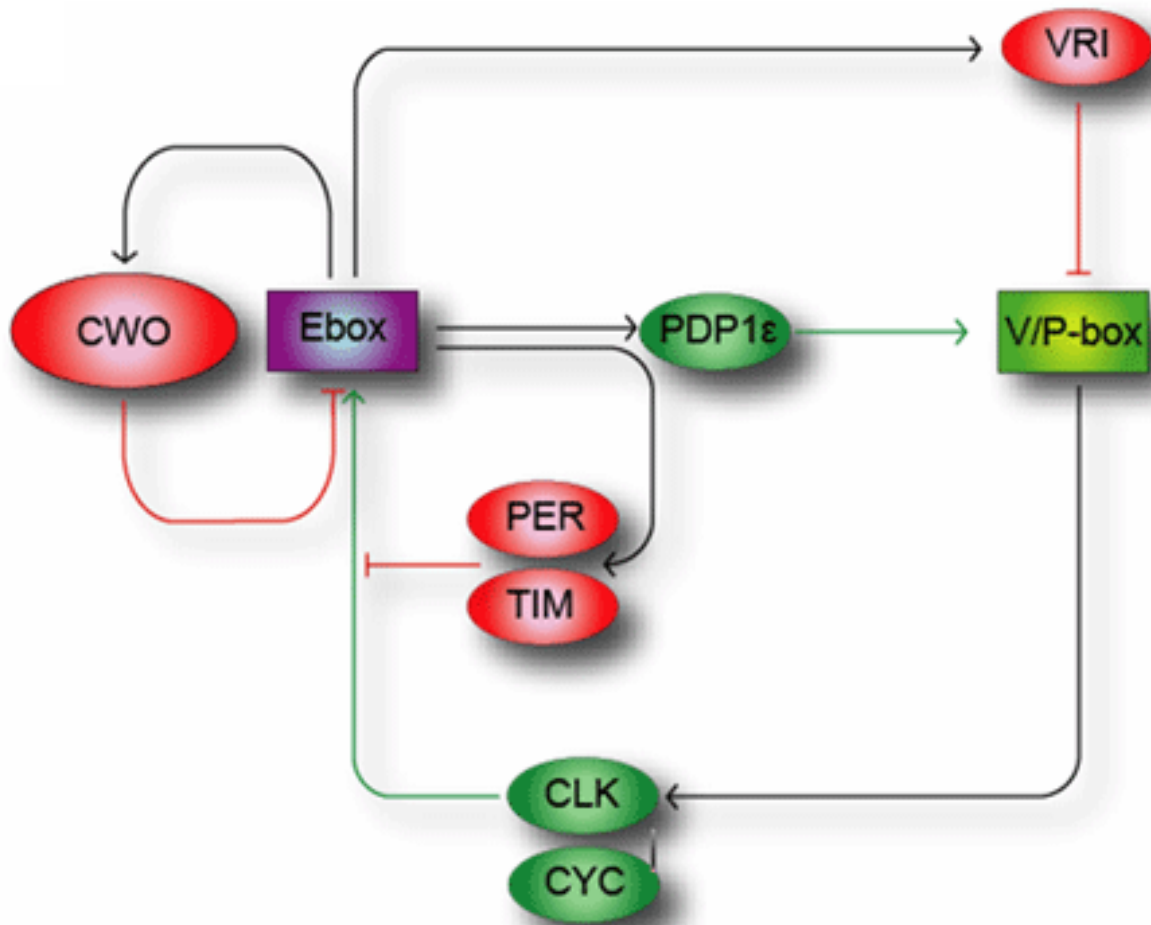 VRI
CWO
Ebox
PDP1ε
V/P-box
PER
TIM
CLK
CYC